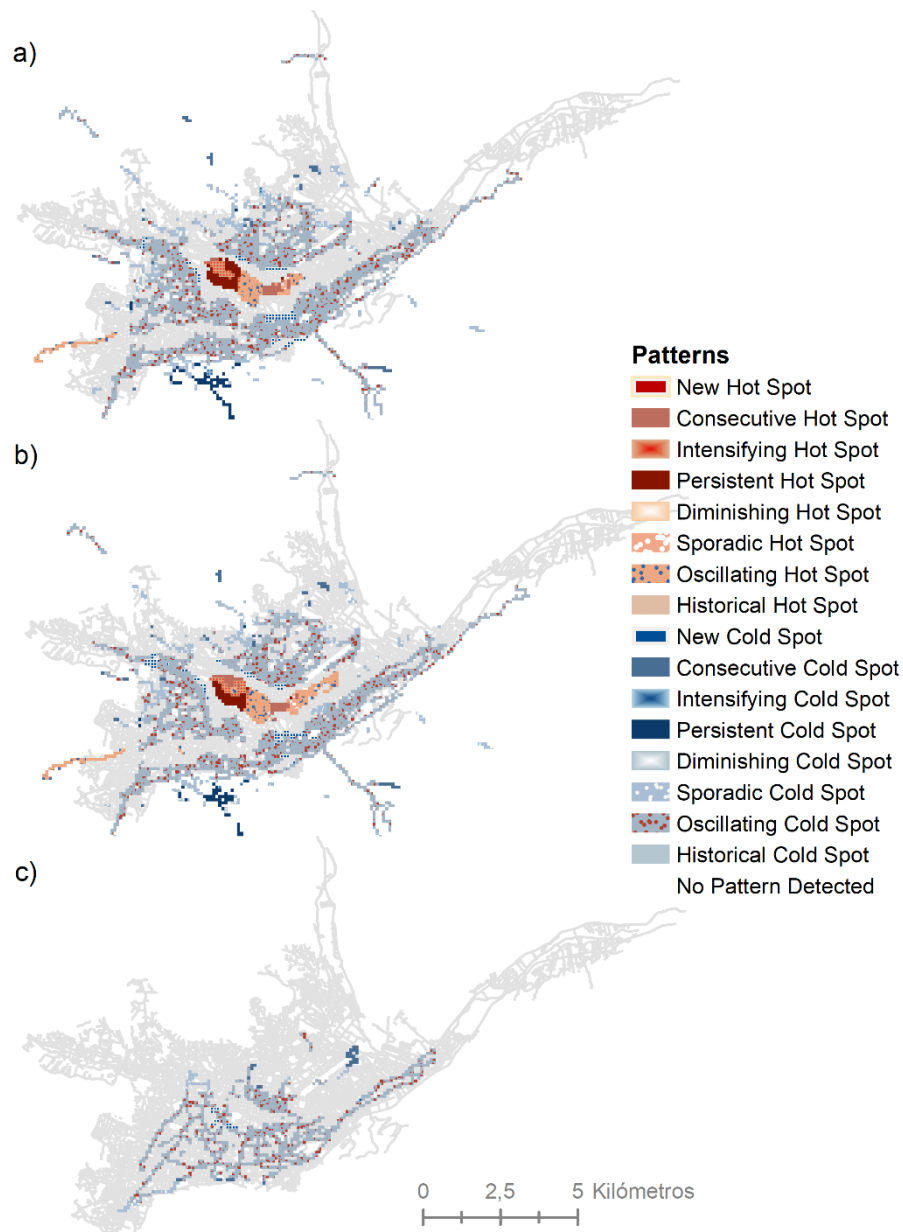 a)
Patterns
New Hot Spot
Consecutive Hot Spot
Intensifying Hot Spot
b)
Persistent Hot Spot
Diminishing Hot Spot
Sporadic Hot Spot
Oscillating Hot Spot
Historical Hot Spot
New Cold Spot
Consecutive Cold Spot
Intensifying Cold Spot
Persistent Cold Spot
Diminishing Cold Spot
Sporadic Cold Spot
Oscillating Cold Spot
Historical Cold Spot
c)
No Pattern Detected
0 2,5 5 Kilómetros